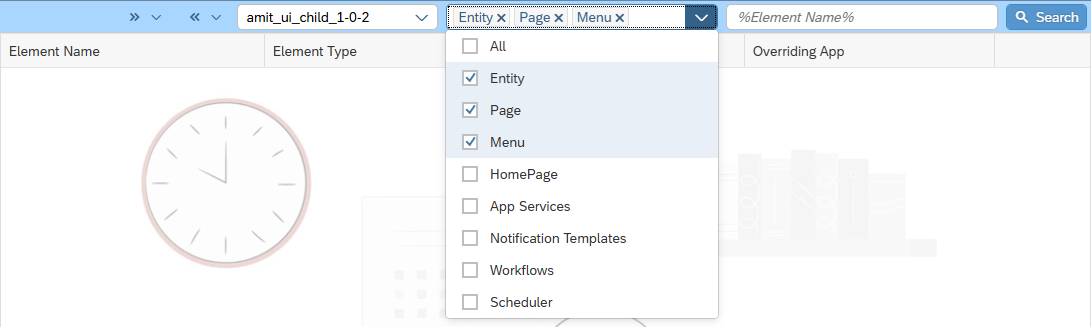 » « amit_ui_child_1-0-2 Entity Page Menu %Element Name% Search
Element Name Element Type Overriding App
All
Entity
Page
Menu
HomePage
App Services
Notification Templates
Workflows
Scheduler